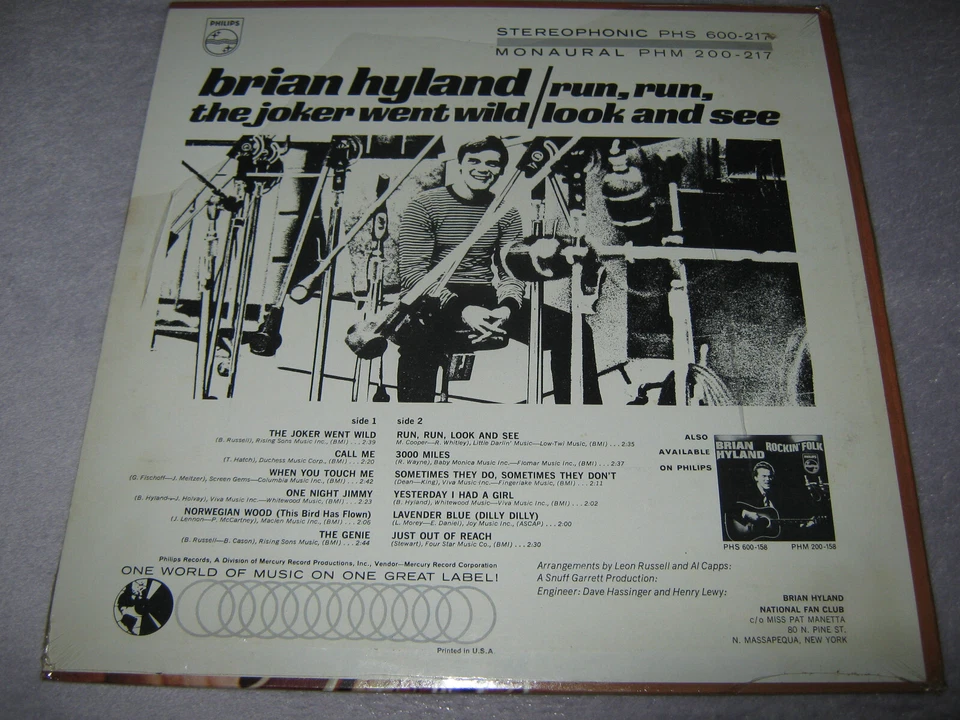 PHILIPS
STEREOPHONIC PHS 600-217
MONAURAL PHM 200-217
brian hyland / run, run,
the joker went wild / look and see
side 1
THE JOKER WENT WILD
(B. Russell), Rising Sons Music Inc., (BMI) . . . 2:39
CALL ME
(T. Hatch), Duchess Music Corp., (BMI) . . . 2:20
WHEN YOU TOUCH ME
(G. Fischoff—J. Meltzer), Screen Gems—Columbia Music Inc., (BMI) . . . 2:42
ONE NIGHT JIMMY
(B. Hyland—J. Holvay), Viva Music Inc.—Whitewood Music, (BMI) . . . 2:23
NORWEGIAN WOOD (This Bird Has Flown)
(J. Lennon—P. McCartney), Maclen Music Inc., (BMI) . . . 2:06
THE GENIE
(B. Russell—B. Cason), Rising Sons Music, (BMI) . . . 2:44
side 2
RUN, RUN, LOOK AND SEE
M. Cooper—R. Whitley), Little Darlin' Music—Low-Twi Music, (BMI) . . . 2:35
3000 MILES
(R. Wayne), Baby Monica Music Inc.—Flomar Music Inc., (BMI) . . . 2:37
SOMETIMES THEY DO, SOMETIMES THEY DON'T
(Dean—King), Viva Music Inc.—Fingerlake Music, (BMI) . . . 2:11
YESTERDAY I HAD A GIRL
(B. Hyland), Whitewood Music—Viva Music Inc., (BMI) . . . 2:02
LAVENDER BLUE (DILLY DILLY)
(L. Morey—E. Daniel), Joy Music Inc., (ASCAP) . . . 2:00
JUST OUT OF REACH
(Stewart), Four Star Music Co., (BMI) . . . 2:30
ALSO
AVAILABLE
ON PHILIPS
BRIAN
HYLAND
ROCKIN' FOLK
PHILIPS
PHS 600-158 PHM 200-158
Philips Records, A Division of Mercury Record Productions, Inc., Vendor—Mercury Record Corporation
ONE WORLD OF MUSIC ON ONE GREAT LABEL!
Arrangements by Leon Russell and Al Capps:
A Snuff Garrett Production:
Engineer: Dave Hassinger and Henry Lewy:
BRIAN HYLAND
NATIONAL FAN CLUB
c/o MISS PAT MANETTA
80 N. PINE ST.
N. MASSAPEQUA, NEW YORK
Printed in U.S.A.